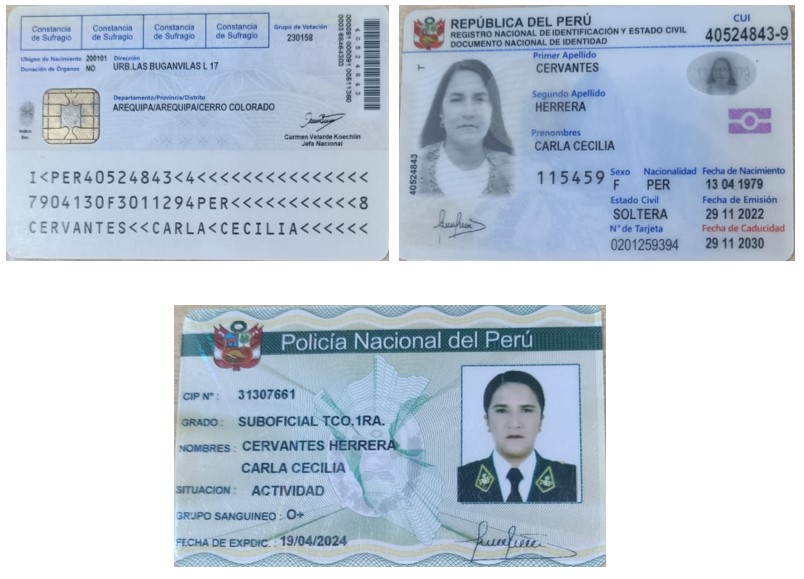 Constancia de Sufragio
Constancia de Sufragio
Constancia de Sufragio
Constancia de Sufragio
Grupo de Votación
230158
Ubigeo de Nacimiento 200101
Donación de Órganos NO
Dirección
URB.LAS BUGANVILAS L 17
Departamento/Provincia/Distrito
AREQUIPA/AREQUIPA/CERRO COLORADO
Carmen Velarde Koechlin
Jefa Nacional
I<PER40524843<4<<<<<<<<<<<<<<<
7904130F3011294PER<<<<<<<<<<<8
CERVANTES<<CARLA<CECILIA<<<<<<
REPÚBLICA DEL PERÚ
REGISTRO NACIONAL DE IDENTIFICACIÓN Y ESTADO CIVIL
DOCUMENTO NACIONAL DE IDENTIDAD
CUI
40524843-9
Primer Apellido
CERVANTES
Segundo Apellido
HERRERA
Prenombres
CARLA CECILIA
T
40524843
115459
Sexo Nacionalidad Fecha de Nacimiento
F PER 13 04 1979
Estado Civil Fecha de Emisión
SOLTERA 29 11 2022
N° de Tarjeta Fecha de Caducidad
0201259394 29 11 2030
Policía Nacional del Perú
CIP N° : 31307661
GRADO : SUBOFICIAL TCO.1RA.
NOMBRES : CERVANTES HERRERA
CARLA CECILIA
SITUACION : ACTIVIDAD
GRUPO SANGUINEO : O+
FECHA DE EXPDIC. : 19/04/2024